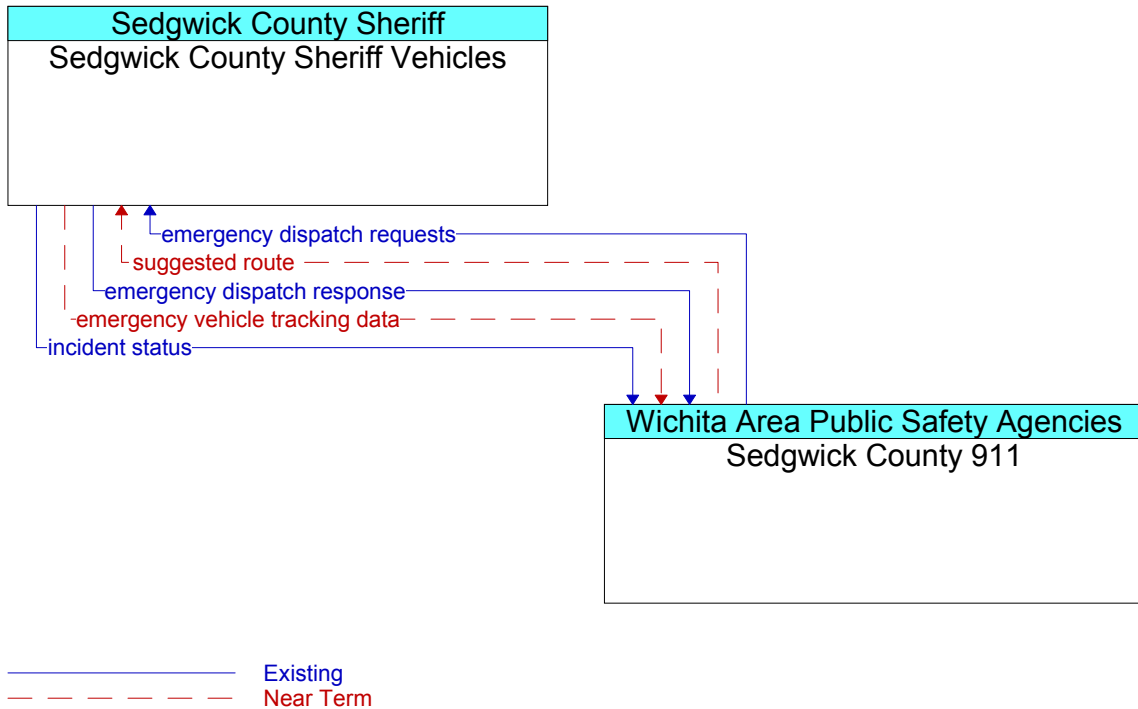 Sedgwick County Sheriff
Sedgwick County Sheriff Vehicles
emergency dispatch requests
suggested route
emergency dispatch response
emergency vehicle tracking data
incident status
Wichita Area Public Safety Agencies
Sedgwick County 911
Existing
Near Term